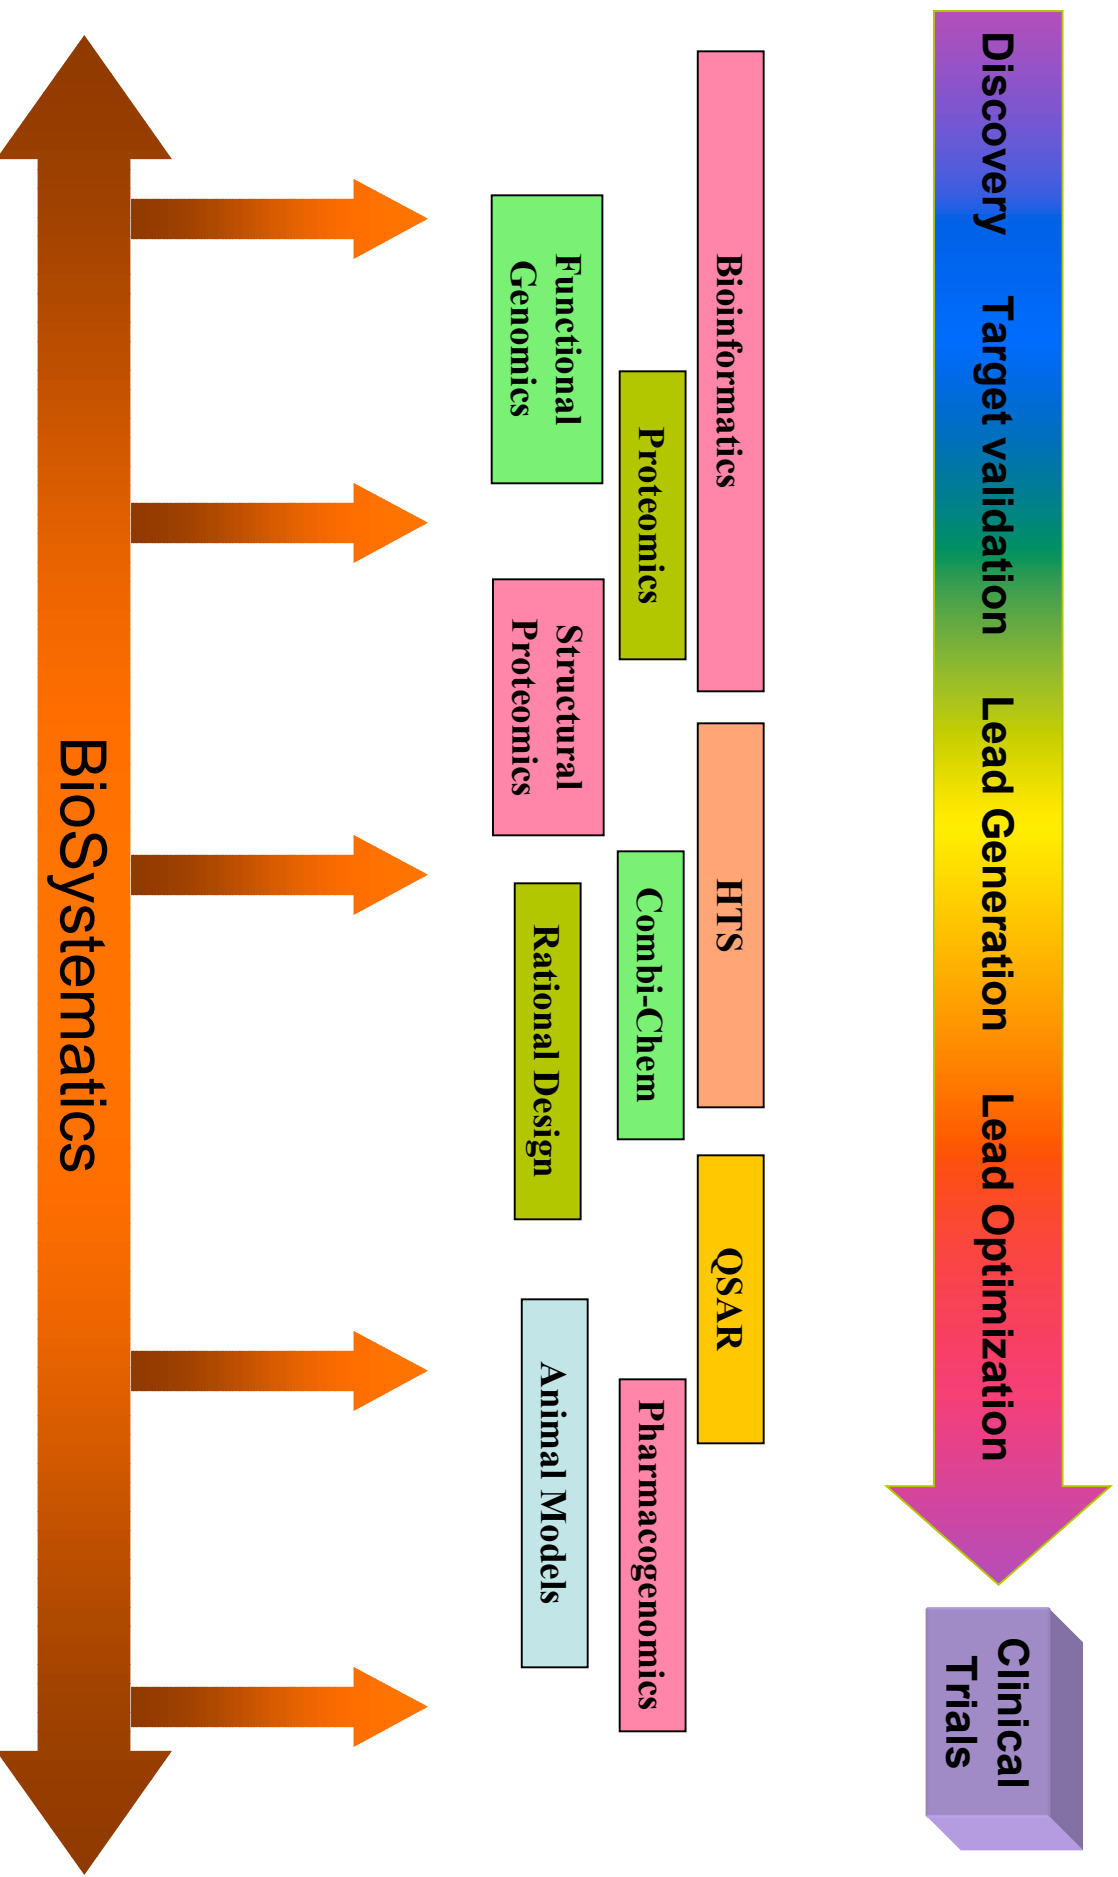 Discovery
Target validation
Lead Generation
Lead Optimization
Clinical
Trials
Bioinformatics
HTS
QSAR
Proteomics
Combi-Chem
Pharmacogenomics
Functional
Genomics
Structural
Proteomics
Rational Design
Animal Models
BioSystematics